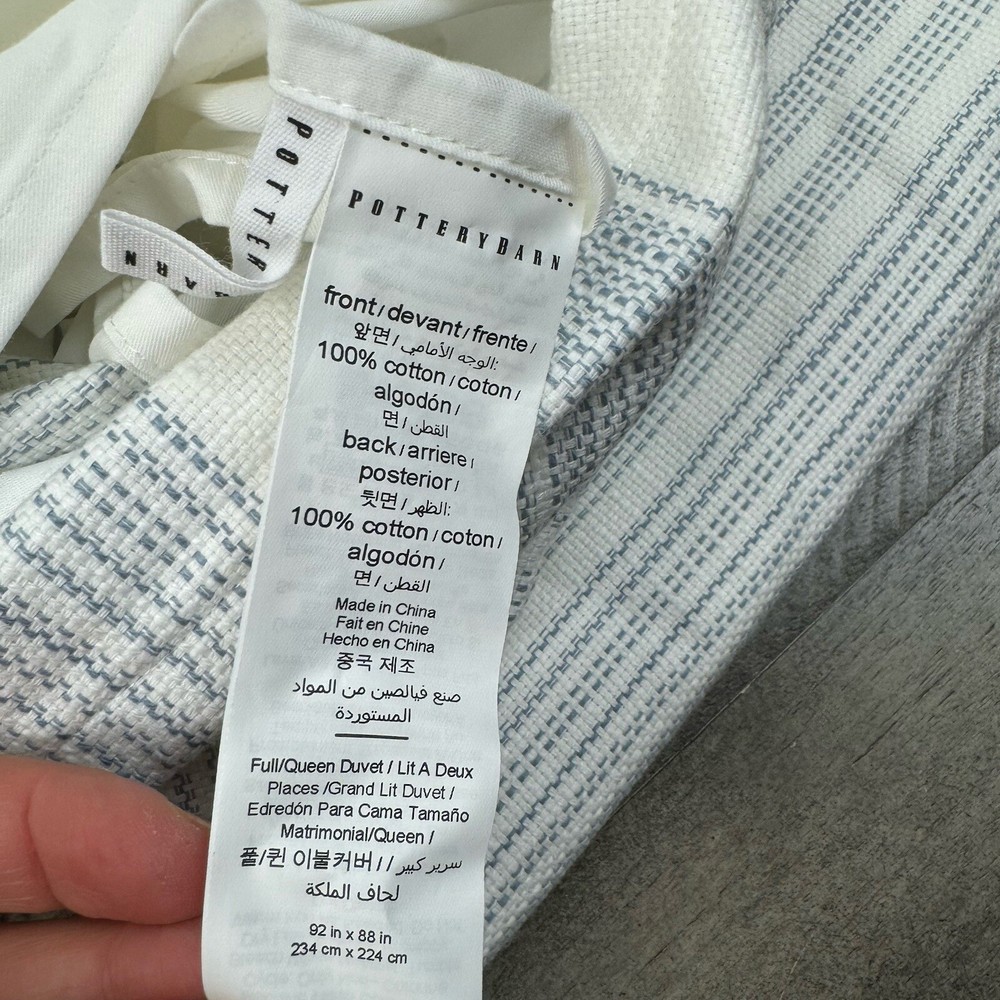 POTTERY BARN
POTTERYBARN
front / devant / frente /
앞면 / الوجه الأمامي:
100% cotton / coton /
algodón /
면 / القطن
back / arriere /
posterior /
뒷면 / الظهر:
100% cotton / coton /
algodón /
면 / القطن
Made in China
Fait en Chine
Hecho en China
중국 제조
صنع فيالصين من المواد
المستوردة
Full/Queen Duvet / Lit A Deux
Places /Grand Lit Duvet /
Edredón Para Cama Tamaño
Matrimonial/Queen /
풀/퀸 이불커버 / / سرير كبير
لحاف الملكة
92 in x 88 in
234 cm x 224 cm